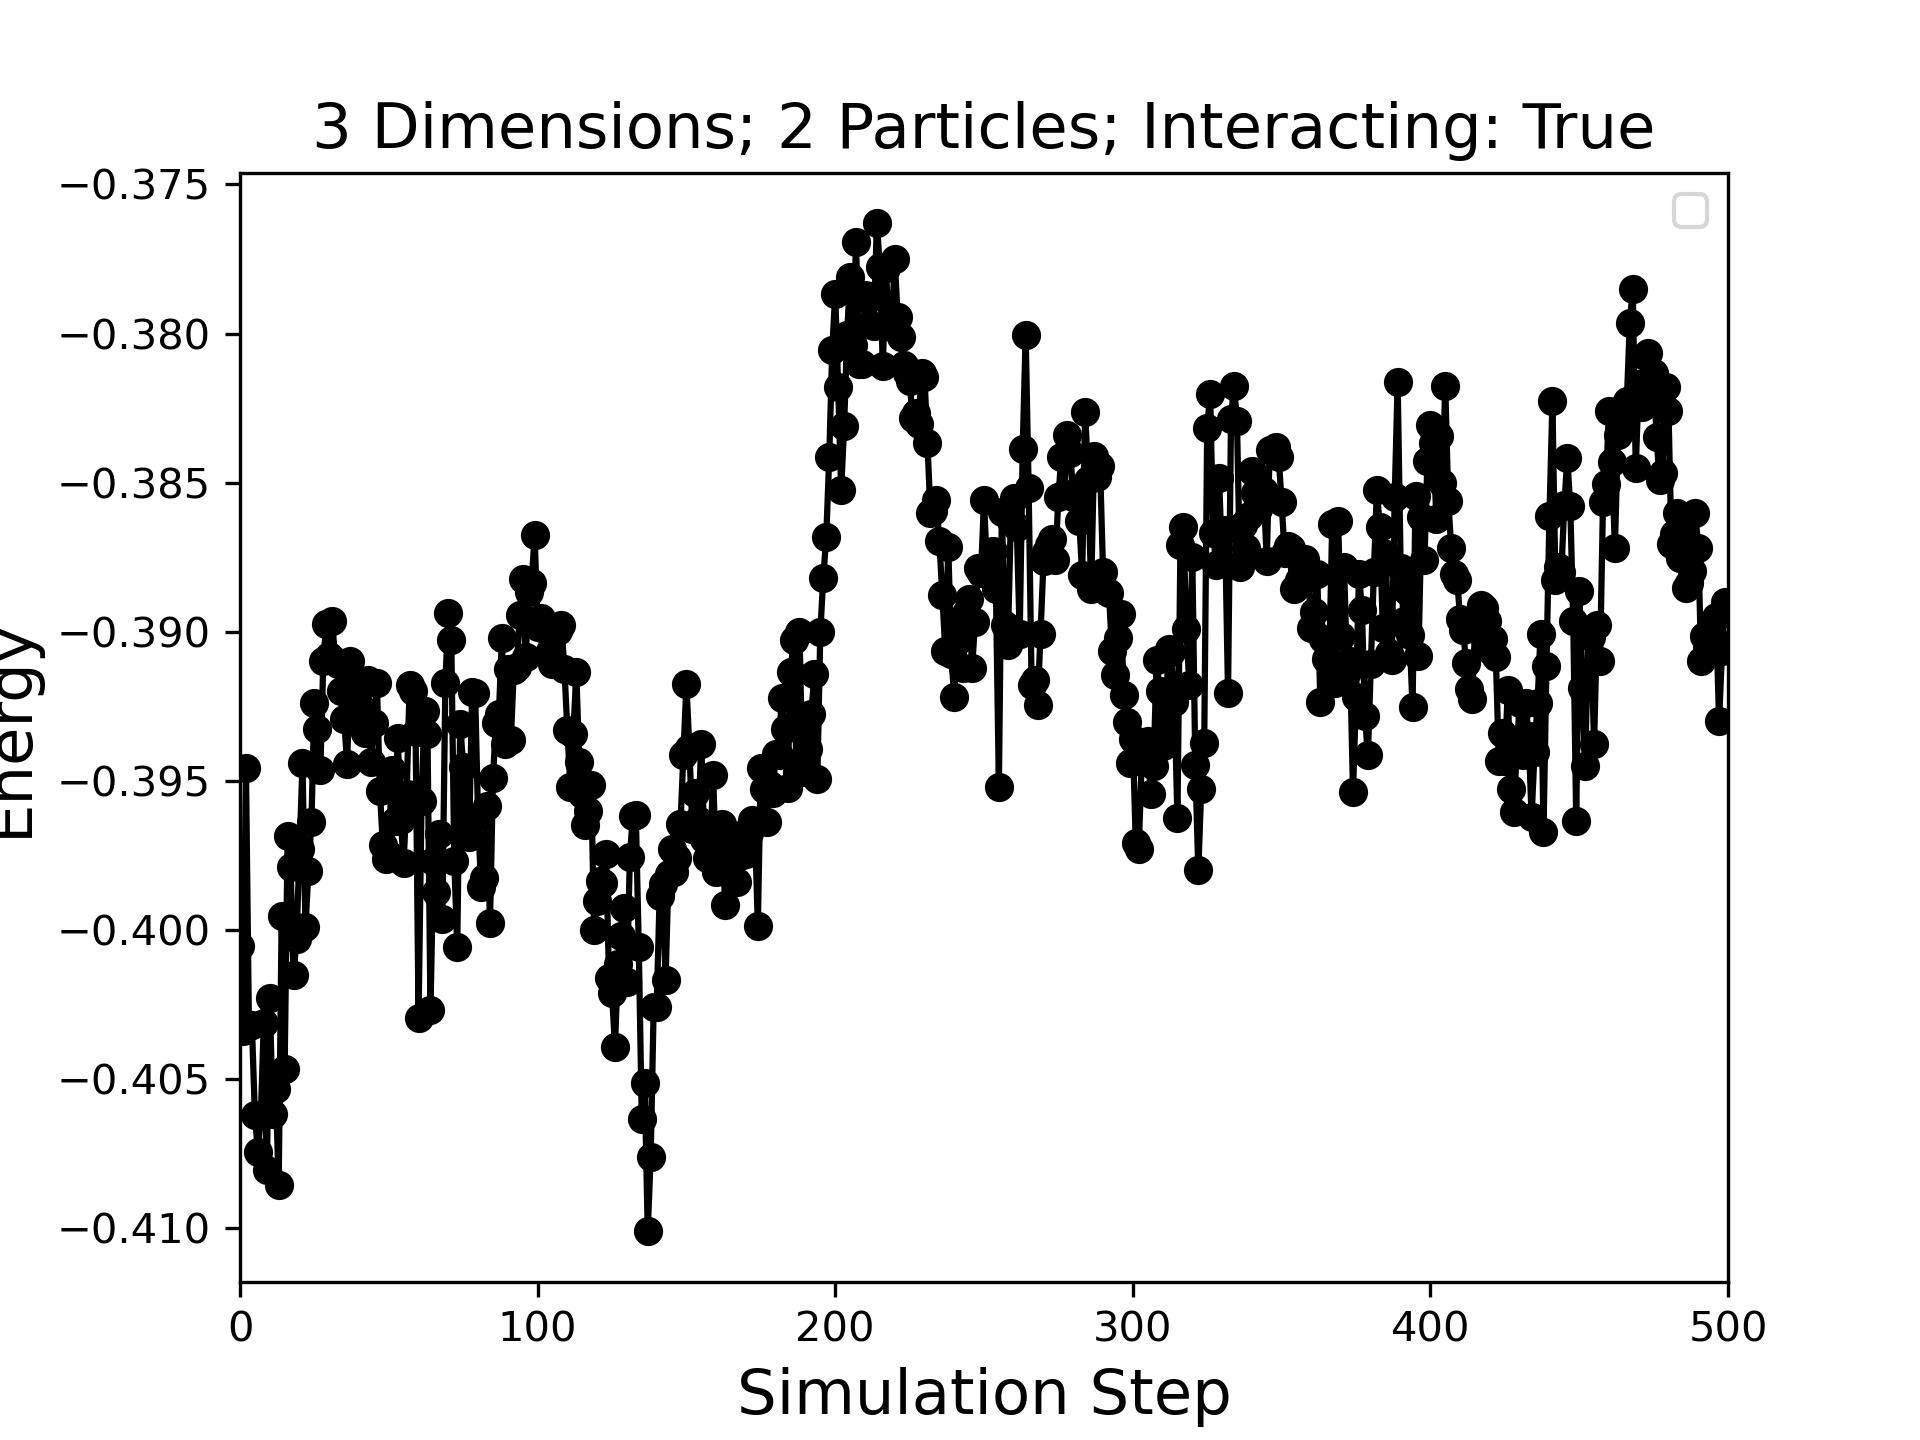 3 Dimensions; 2 Particles; Interacting: True
−0.375
−0.380
−0.385
−0.390
−0.395
−0.400
−0.405
−0.410
Energy
0 100 200 300 400 500
Simulation Step